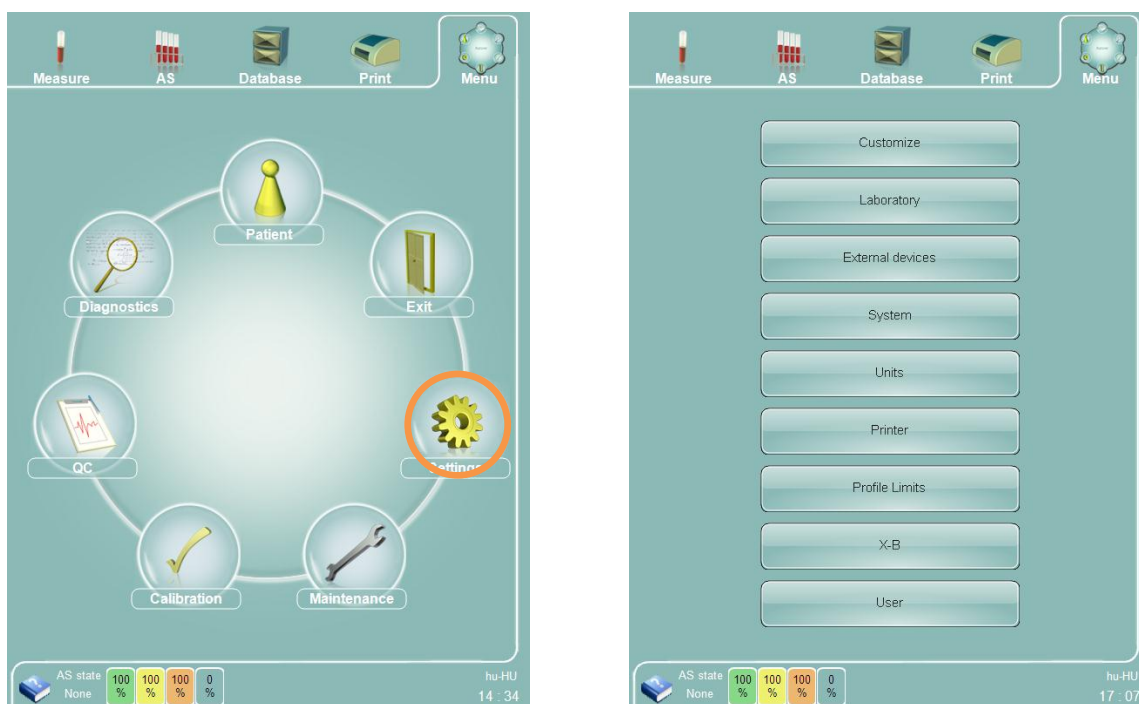 Measure AS Database Print Menu
Patient
Diagnostics Exit
QC Settings
Calibration Maintenance
AS state 100 % 100 % 100 % 0 % hu-HU
None 14 : 34
Measure AS Database Print Menu
Customize
Laboratory
External devices
System
Units
Printer
Profile Limits
X-B
User
AS state 100 % 100 % 100 % 0 % hu-HU
None 17 : 07